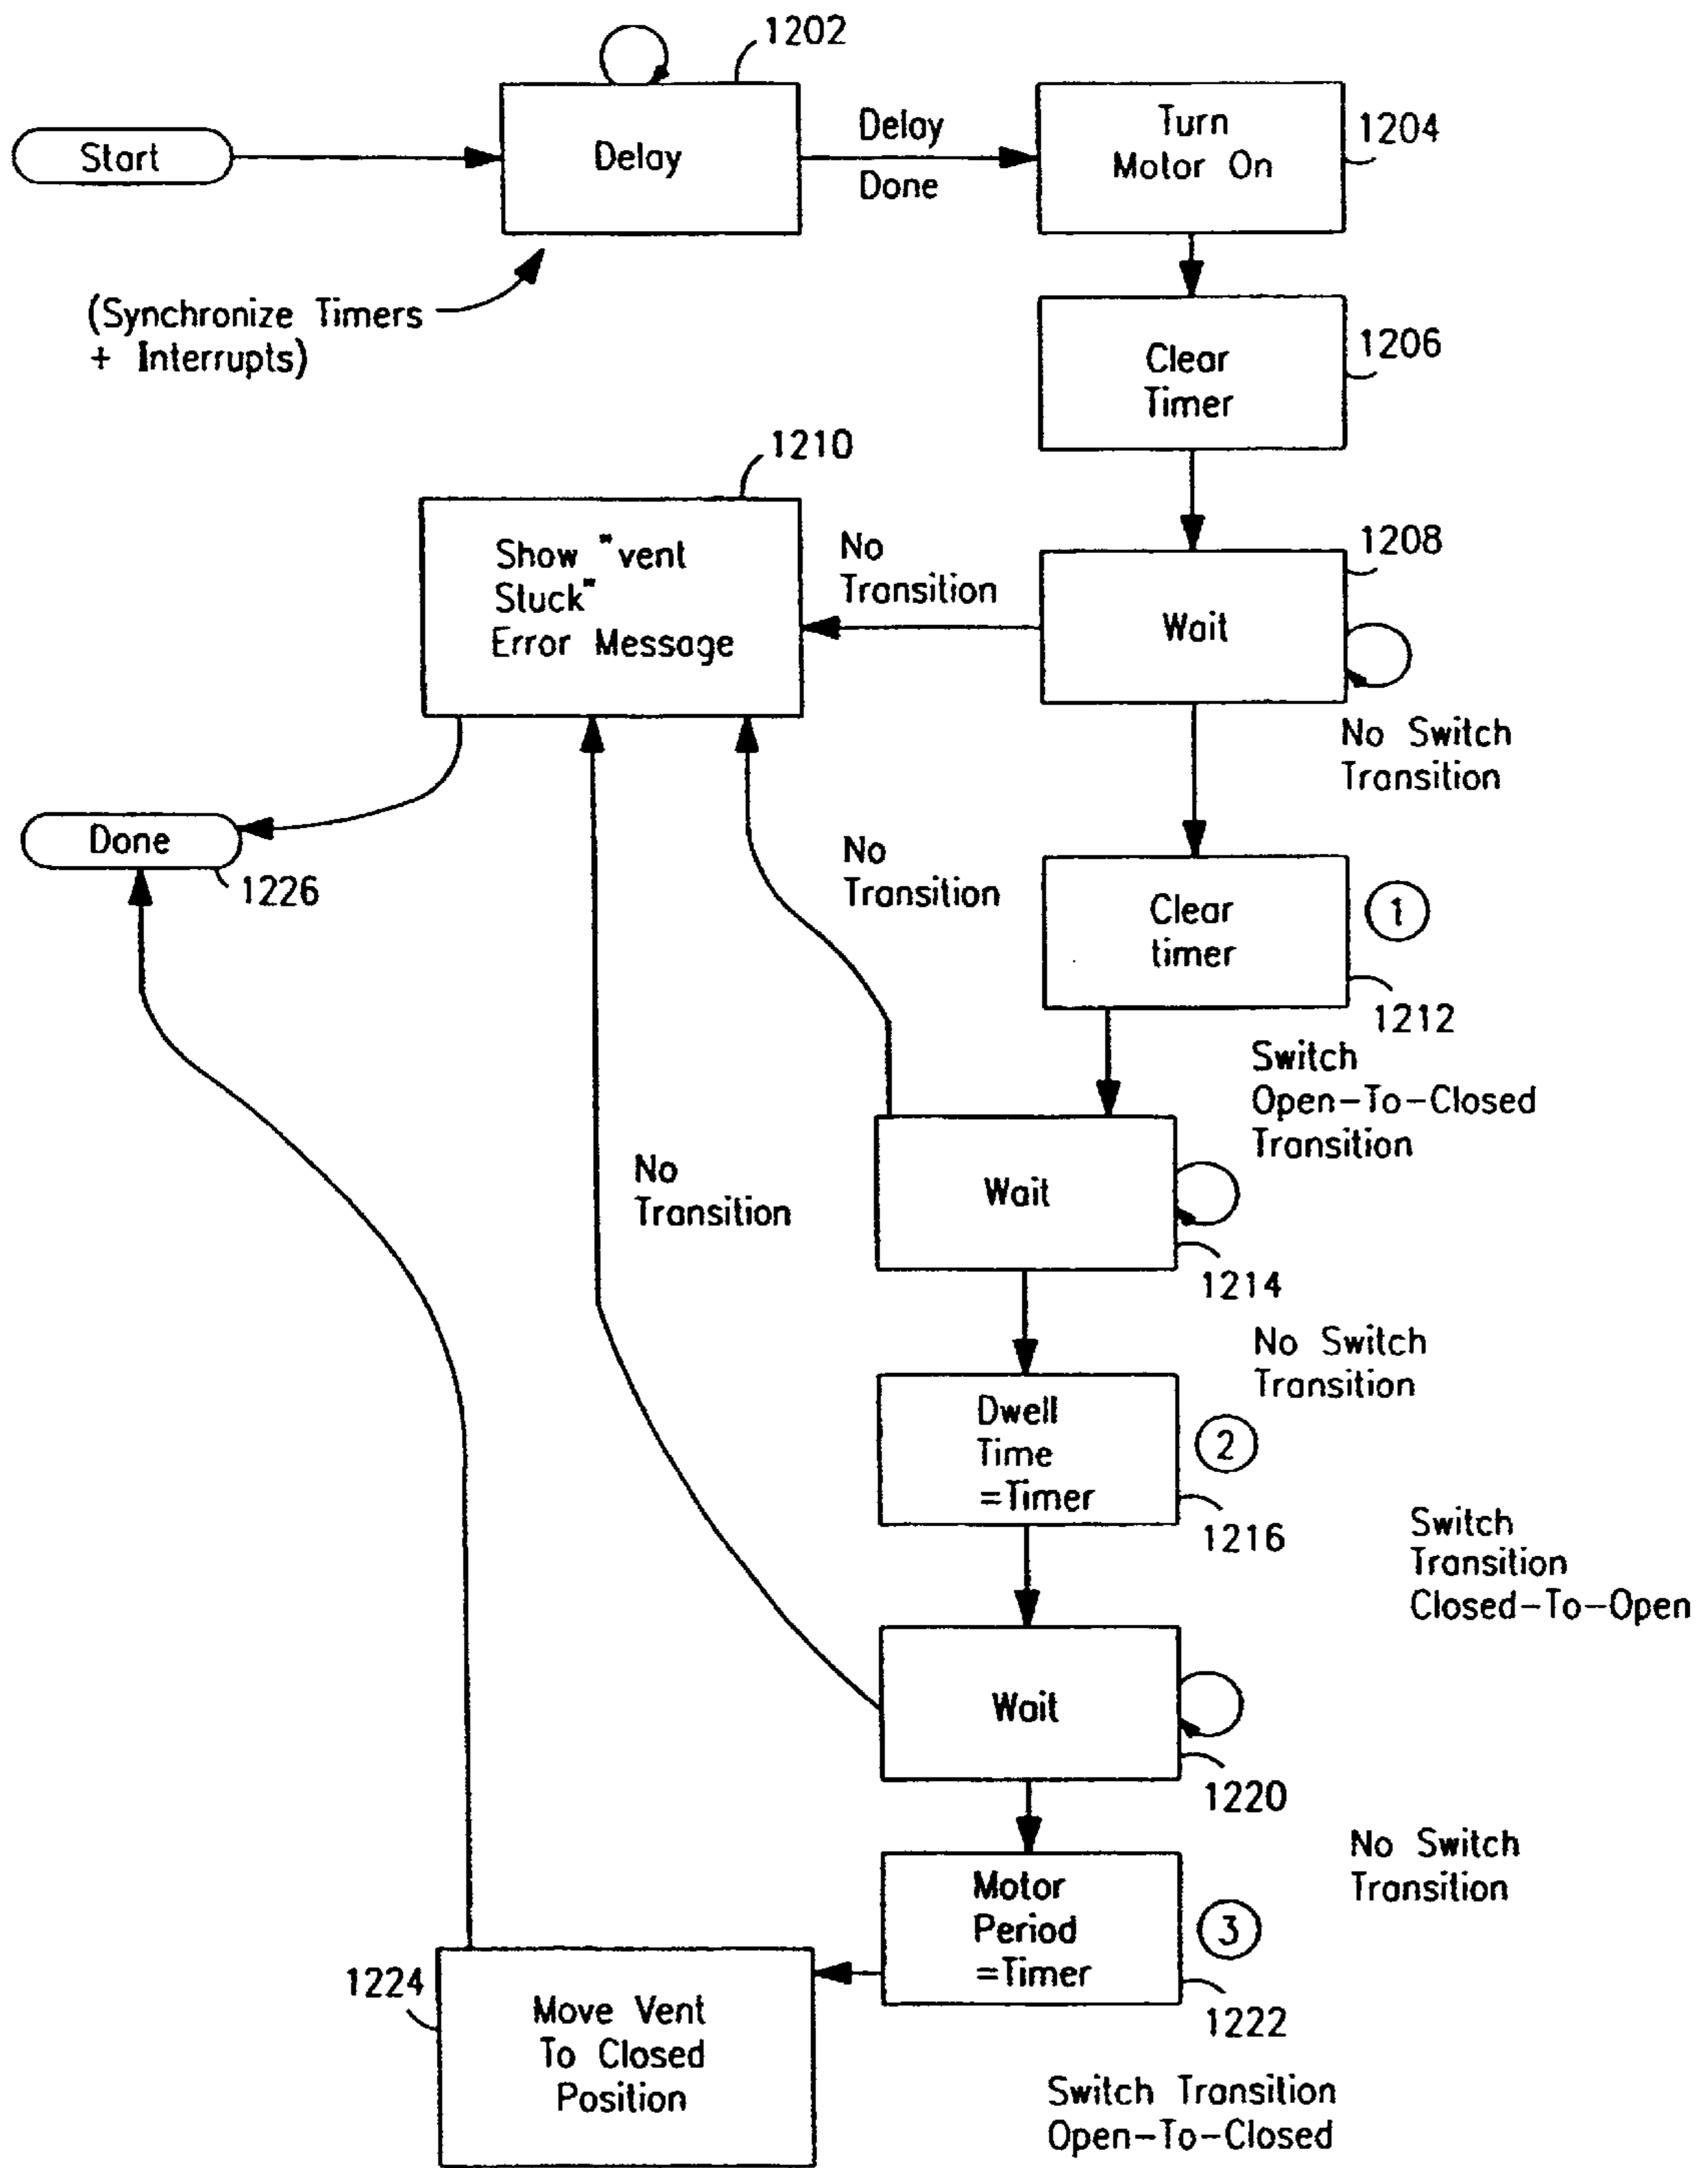 1202
Start
Delay
Delay
Done
Turn
Motor On
1204
(Synchronize Timers
+ Interrupts)
Clear
Timer
1206
1210
Show "vent
Stuck"
Error Message
No
Transition
Wait
1208
No Switch
Transition
Done
1226
No
Transition
Clear
timer
1
1212
Switch
Open-To-Closed
Transition
No
Transition
Wait
1214
No Switch
Transition
Dwell
Time
=Timer
2
1216
Switch
Transition
Closed-To-Open
Wait
1220
No Switch
Transition
Motor
Period
=Timer
3
1222
1224
Move Vent
To Closed
Position
Switch Transition
Open-To-Closed